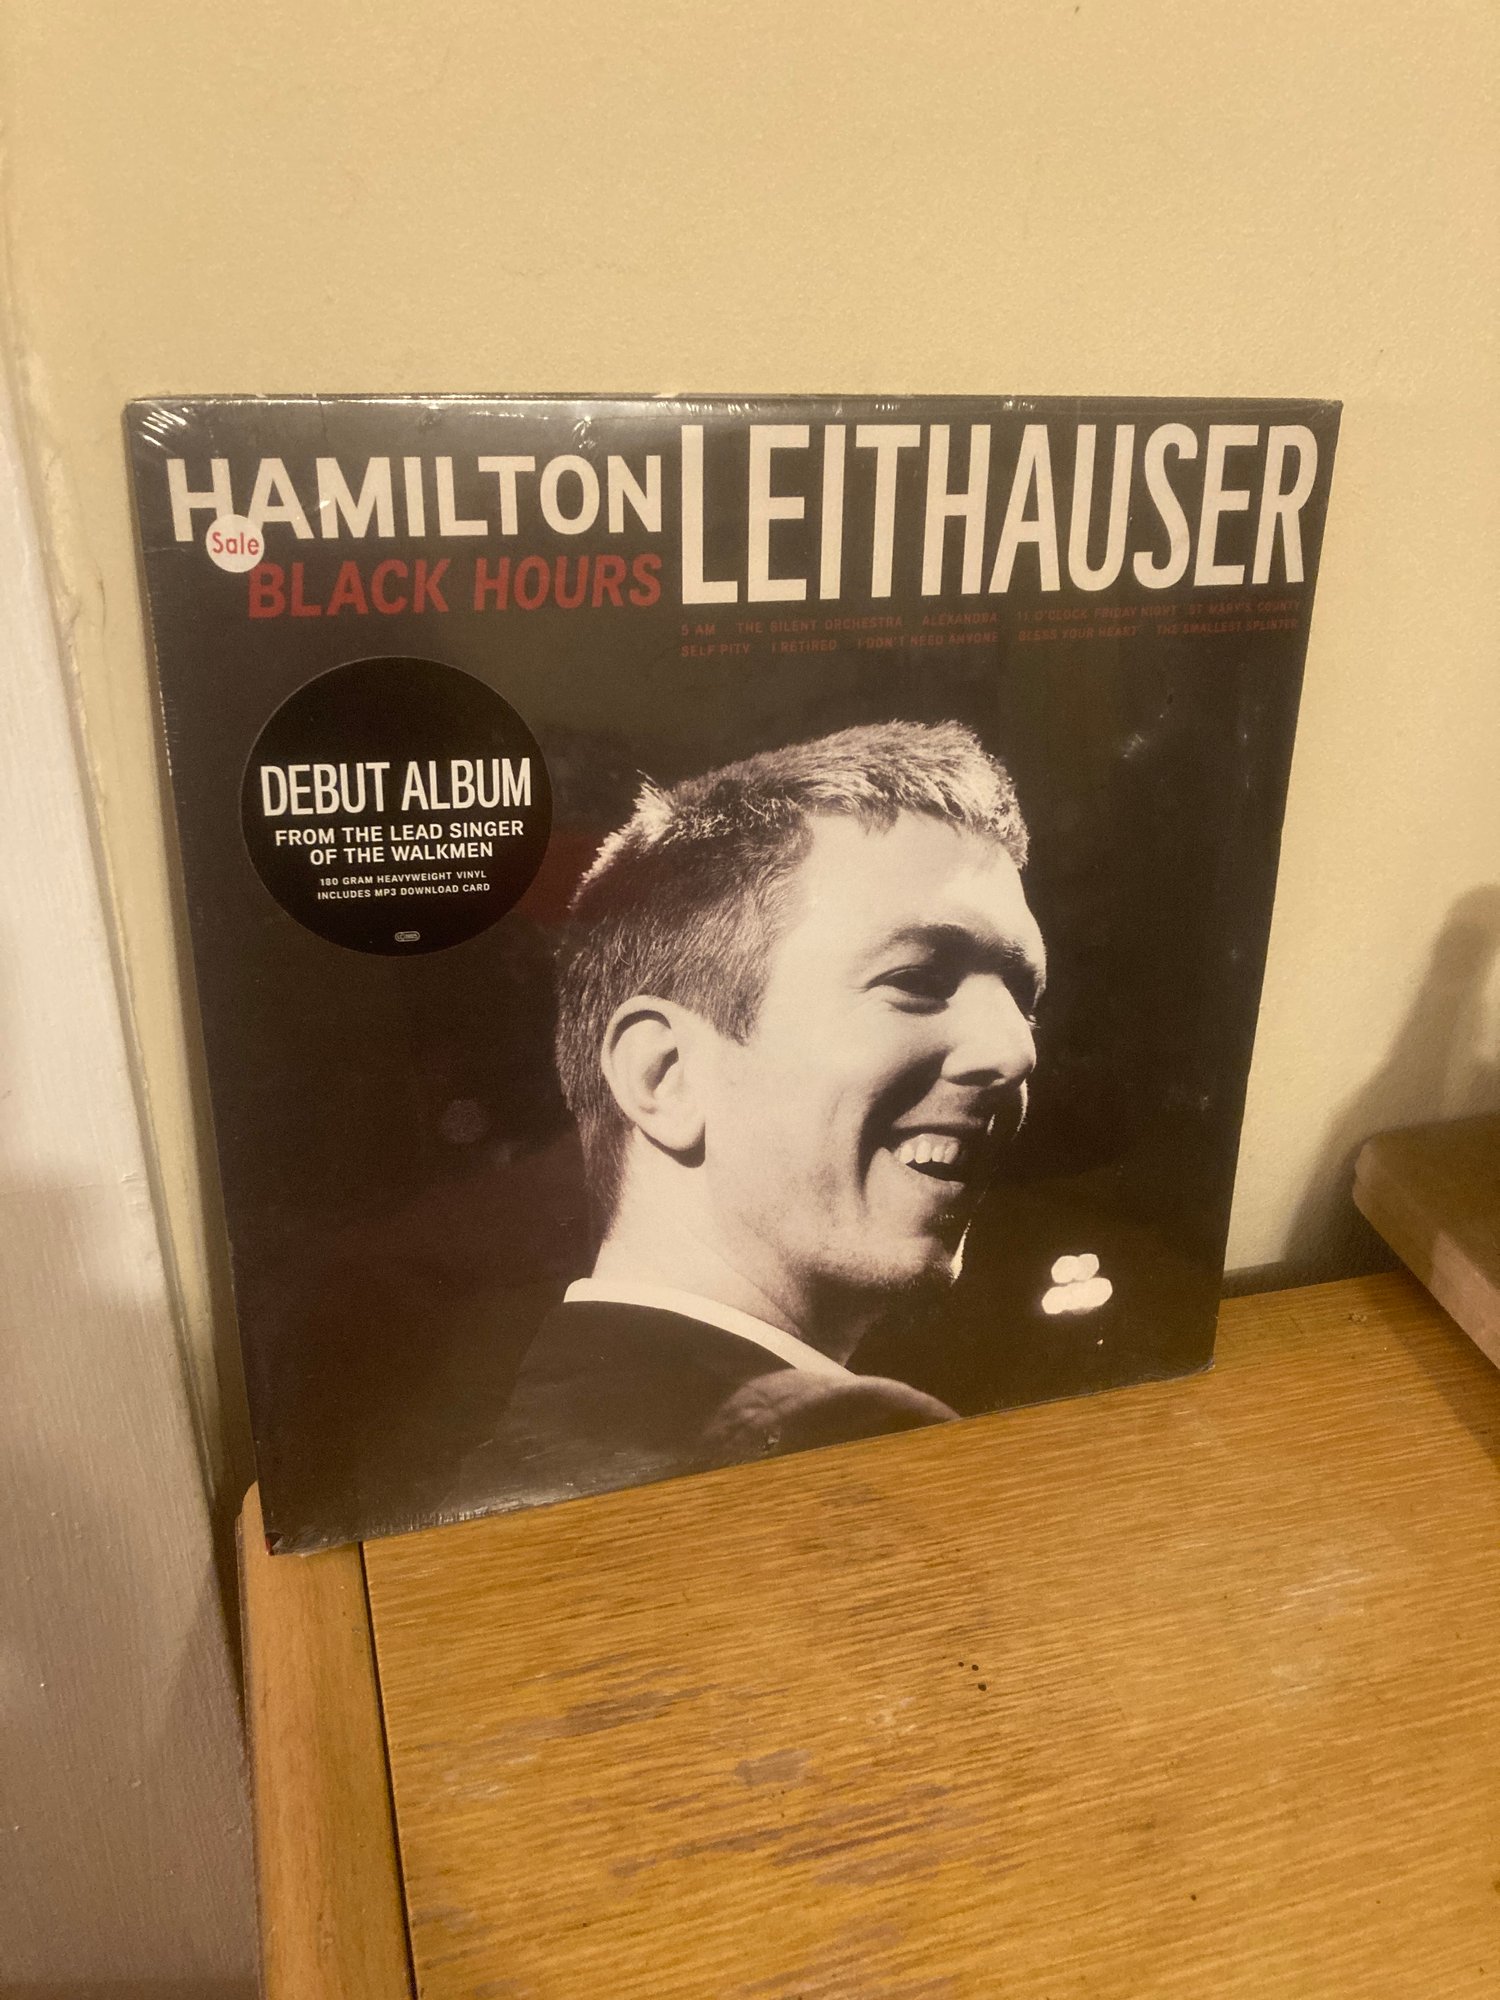 HAMILTON
LEITHAUSER
Sale
BLACK HOURS
5 AM THE SILENT ORCHESTRA ALEXANDRA 11 O'CLOCK FRIDAY NIGHT ST MARY'S COUNTY
SELF PITY I RETIRED I DON'T NEED ANYONE BLESS YOUR HEART THE SMALLEST SPLINTER
DEBUT ALBUM
FROM THE LEAD SINGER
OF THE WALKMEN
180 GRAM HEAVYWEIGHT VINYL
INCLUDES MP3 DOWNLOAD CARD